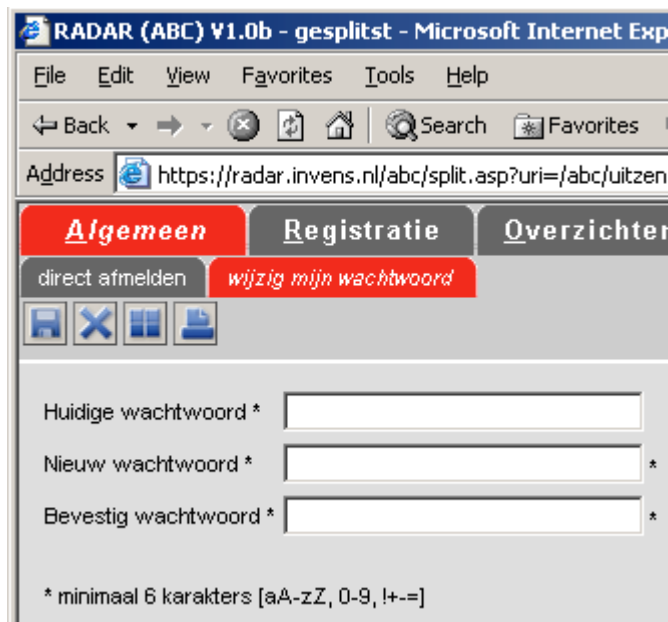 RADAR (ABC) V1.0b - gesplitst - Microsoft Internet Exp
File Edit View Favorites Tools Help
Back Search Favorites
Address https://radar.invens.nl/abc/split.asp?uri=/abc/uitzen
Algemeen Registratie Overzichten
direct afmelden wijzig mijn wachtwoord
Huidige wachtwoord *
Nieuw wachtwoord * *
Bevestig wachtwoord * *
* minimaal 6 karakters [aA-zZ, 0-9, !+-=]